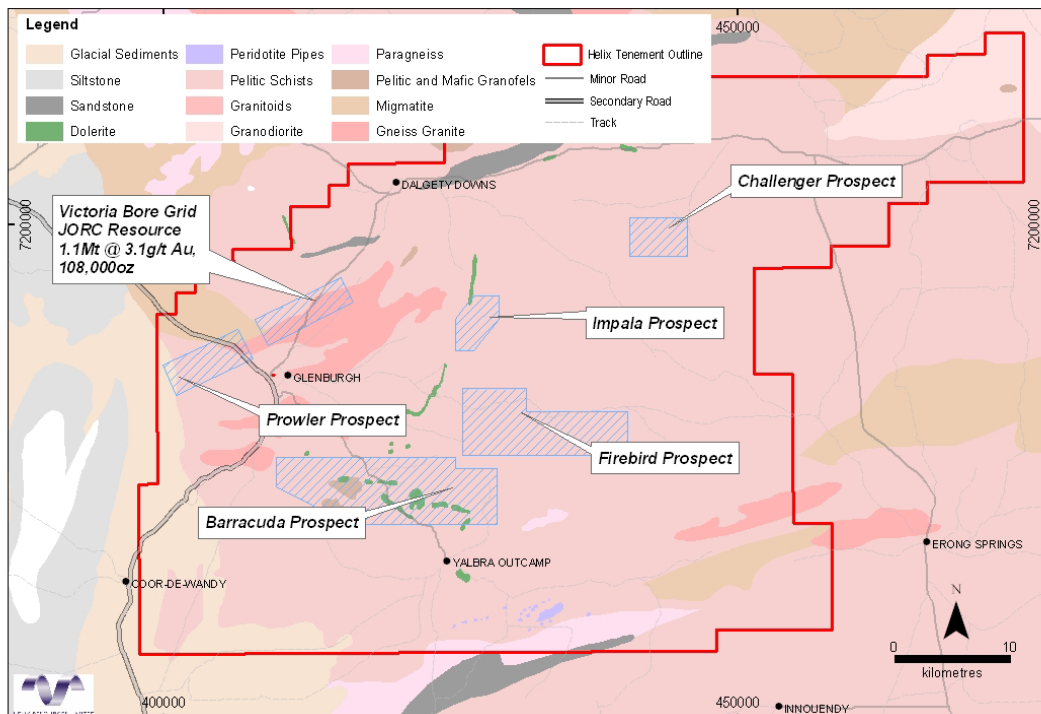 Legend
Glacial Sediments
Siltstone
Sandstone
Dolerite
Peridotite Pipes
Pelitic Schists
Granitoids
Granodiorite
Paragneiss
Pelitic and Mafic Granofels
Migmatite
Gneiss Granite
Helix Tenement Outline
Minor Road
Secondary Road
Track
450000
7200000
7200000
DALGETY DOWNS
Challenger Prospect
Victoria Bore Grid
JORC Resource
1.1Mt @ 3.1g/t Au,
108,000oz
Impala Prospect
GLENBURGH
Prowler Prospect
Firebird Prospect
Barracuda Prospect
ERONG SPRINGS
YALBRA OUTCAMP
COOR-DE-WANDY
N
0 10
kilometres
400000
450000
INNOUENDY